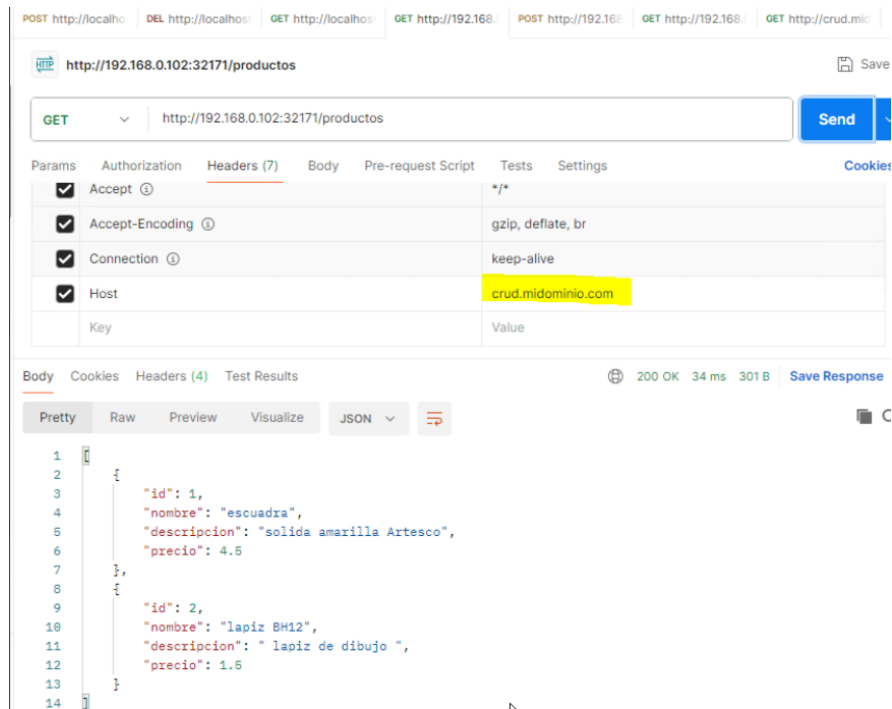 POST http://localho DEL http://localhos GET http://localhos GET http://192.168. POST http://192.168 GET http://192.168. GET http://crud.mio
HTTP http://192.168.0.102:32171/productos Save
GET http://192.168.0.102:32171/productos Send
Params Authorization Headers (7) Body Pre-request Script Tests Settings Cookies
Accept */*
Accept-Encoding gzip, deflate, br
Connection keep-alive
Host crud.midominio.com
Key Value
Body Cookies Headers (4) Test Results 200 OK 34 ms 301 B Save Response
Pretty Raw Preview Visualize JSON
1 [
2 {
3 "id": 1,
4 "nombre": "escuadra",
5 "descripcion": "solida amarilla Artesco",
6 "precio": 4.5
7 },
8 {
9 "id": 2,
10 "nombre": "lapiz BH12",
11 "descripcion": " lapiz de dibujo ",
12 "precio": 1.5
13 }
14 ]